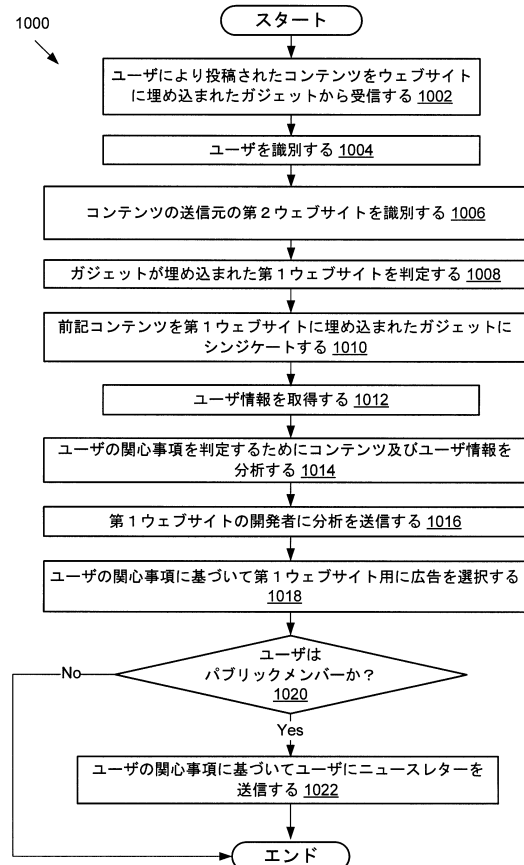 1000
スタート
ユーザにより投稿されたコンテンツをウェブサイト
に埋め込まれたガジェットから受信する 1002
ユーザを識別する 1004
コンテンツの送信元の第2ウェブサイトを識別する 1006
ガジェットが埋め込まれた第1ウェブサイトを判定する 1008
前記コンテンツを第1ウェブサイトに埋め込まれたガジェットに
シンジケートする 1010
ユーザ情報を取得する 1012
ユーザの関心事項を判定するためにコンテンツ及びユーザ情報を
分析する 1014
第1ウェブサイトの開発者に分析を送信する 1016
ユーザの関心事項に基づいて第1ウェブサイト用に広告を選択する
1018
ユーザは
パブリックメンバーか?
1020
No
Yes
ユーザの関心事項に基づいてユーザにニュースレターを
送信する 1022
エンド